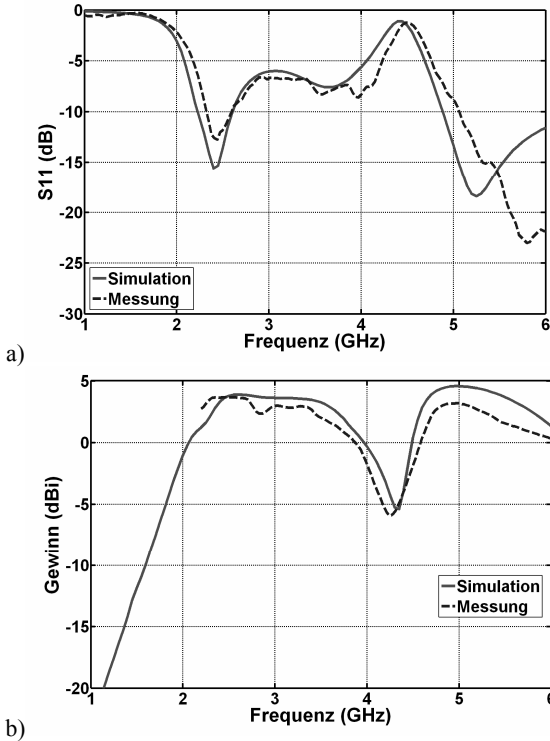 0
-5
-10
-15
-20
-25
-30
S11 (dB)
Simulation
Messung
1 2 3 4 5 6
Frequenz (GHz)
a)
5
0
-5
-10
-15
-20
Gewinn (dBi)
Simulation
Messung
1 2 3 4 5 6
Frequenz (GHz)
b)